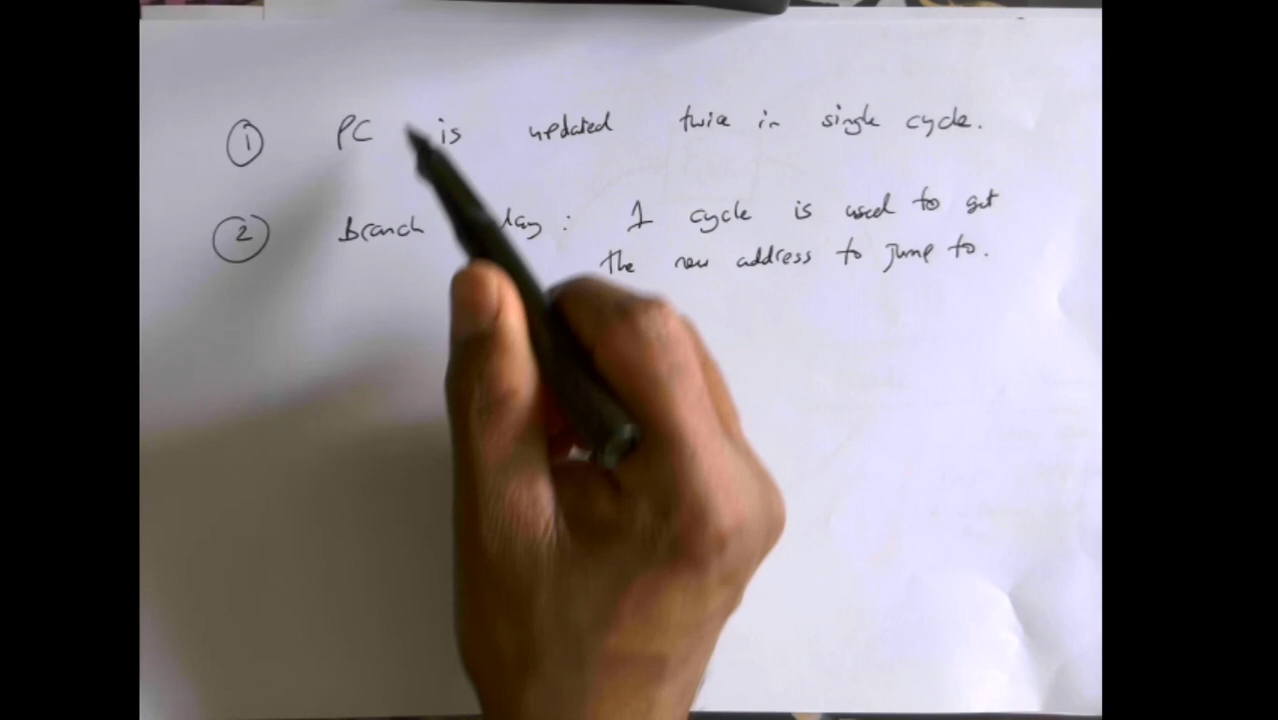 ① PC is updated twice in single cycle.
② Branch : 1 cycle is used to get
the new address to jump to.